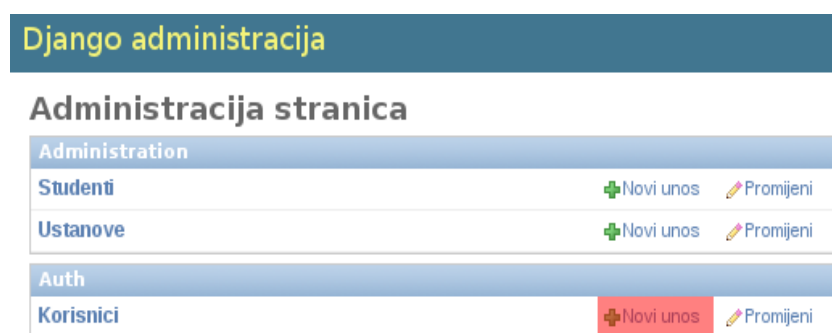 Django administracija
Administracija stranica
Administration
Studenti Novi unos Promijeni
Ustanove Novi unos Promijeni
Auth
Korisnici Novi unos Promijeni